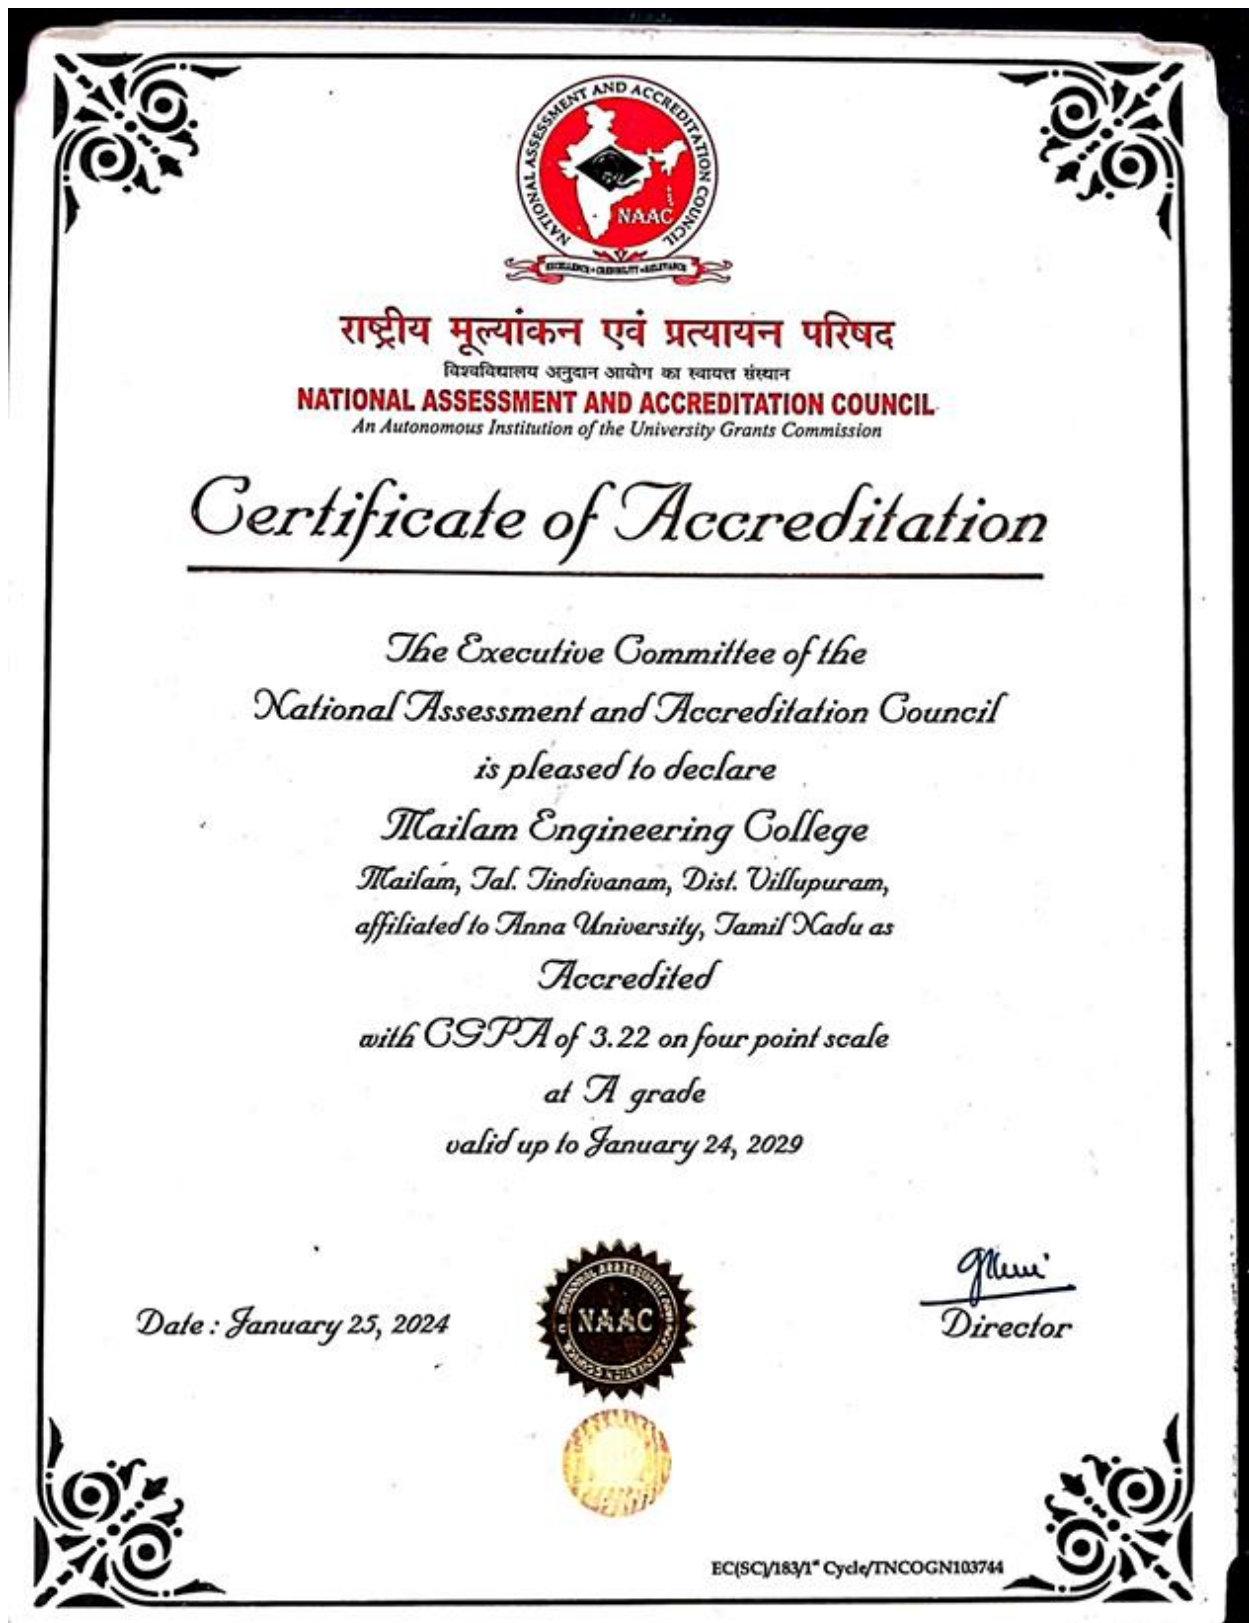 NATIONAL ASSESSMENT AND ACCREDITATION COUNCIL
NAAC
EXCELLENCE • CREDIBILITY • RELEVANCE
राष्ट्रीय मूल्यांकन एवं प्रत्यायन परिषद
विश्वविद्यालय अनुदान आयोग का स्वायत्त संस्थान
NATIONAL ASSESSMENT AND ACCREDITATION COUNCIL
An Autonomous Institution of the University Grants Commission
Certificate of Accreditation
The Executive Committee of the
National Assessment and Accreditation Council
is pleased to declare
Mailam Engineering College
Mailam, Tal. Tindivanam, Dist. Villupuram,
affiliated to Anna University, Tamil Nadu as
Accredited
with CGPA of 3.22 on four point scale
at A grade
valid up to January 24, 2029
Date : January 25, 2024
NAAC
Director
EC(SC)/183/1st Cycle/TNCOGN103744